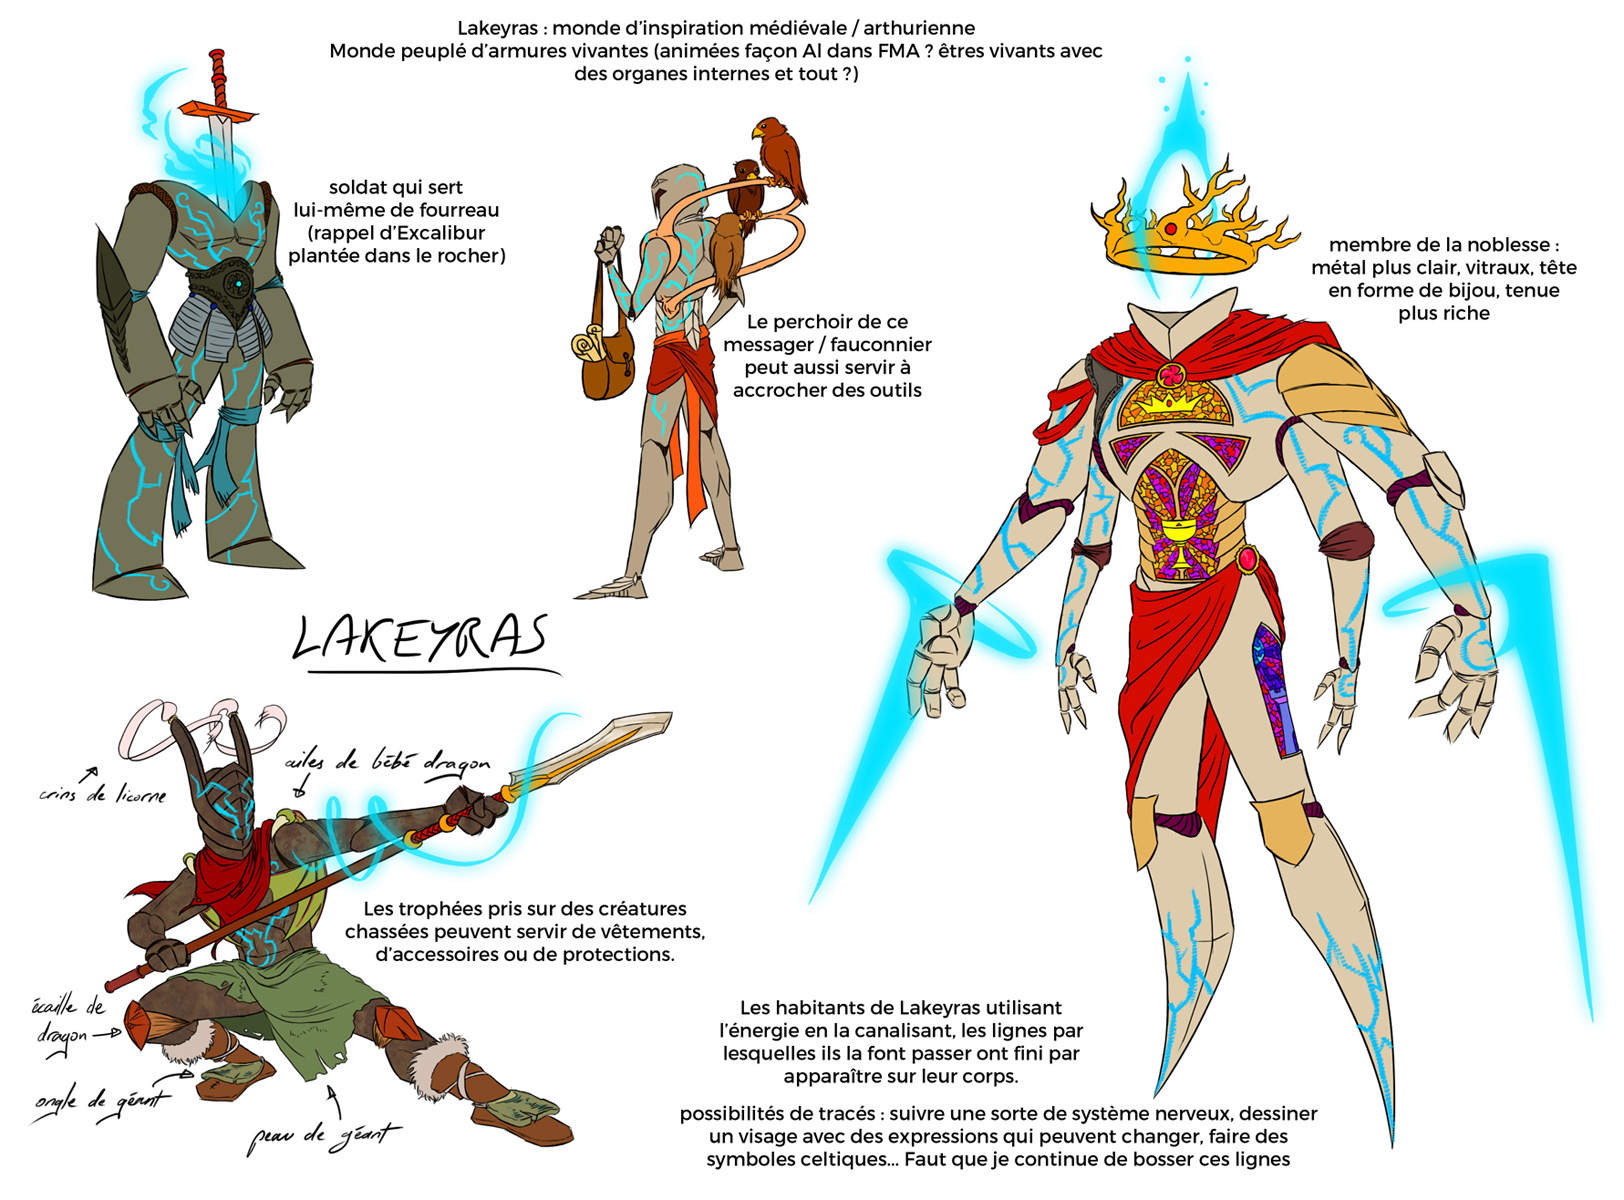 Lakeyras : monde d'inspiration médiévale / arthurienne
Monde peuplé d'armures vivantes (animées façon Al dans FMA ? êtres vivants avec
des organes internes et tout ?)
soldat qui sert
lui-même de fourreau
(rappel d'Excalibur
plantée dans le rocher)
Le perchoir de ce
messager / fauconnier
peut aussi servir à
accrocher des outils
membre de la noblesse :
métal plus clair, vitraux, tête
en forme de bijou, tenue
plus riche
LAKEYRAS
crins de licorne
ailes de bébé dragon
Les trophées pris sur des créatures
chassées peuvent servir de vêtements,
d'accessoires ou de protections.
écaille de
dragon
ongle de géant
peau de géant
Les habitants de Lakeyras utilisant
l'énergie en la canalisant, les lignes par
lesquelles ils la font passer ont fini par
apparaître sur leur corps.
possibilités de tracés : suivre une sorte de système nerveux, dessiner
un visage avec des expressions qui peuvent changer, faire des
symboles celtiques... Faut que je continue de bosser ces lignes